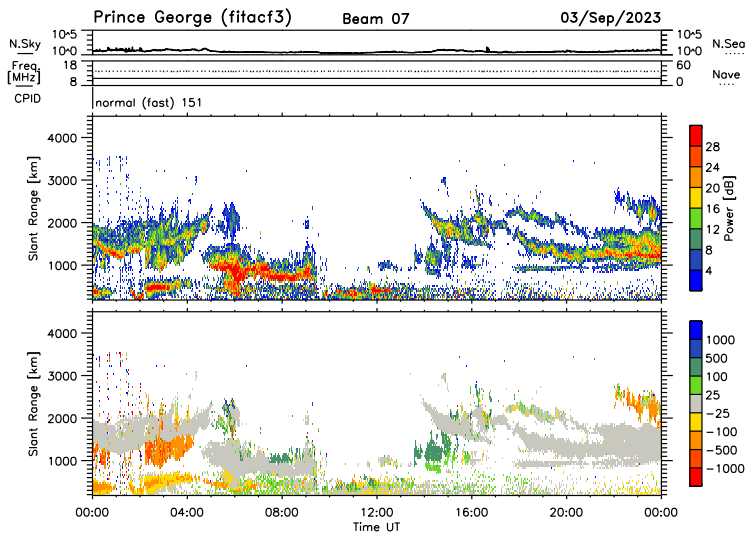 Prince George (fitacf3) Beam 07 03/Sep/2023
10^5 10^5
N.Sky N.Sea
10^0 10^0
Freq. 18 60
[MHz] 8 0 Nave
CPID normal (fast) 151
4000
3000
2000
1000
Slant Range [km]
28
24
20
16
12
8
4
Power [dB]
4000
3000
2000
1000
Slant Range [km]
1000
500
100
25
-25
-100
-500
-1000
00:00 04:00 08:00 12:00 16:00 20:00 00:00
Time UT